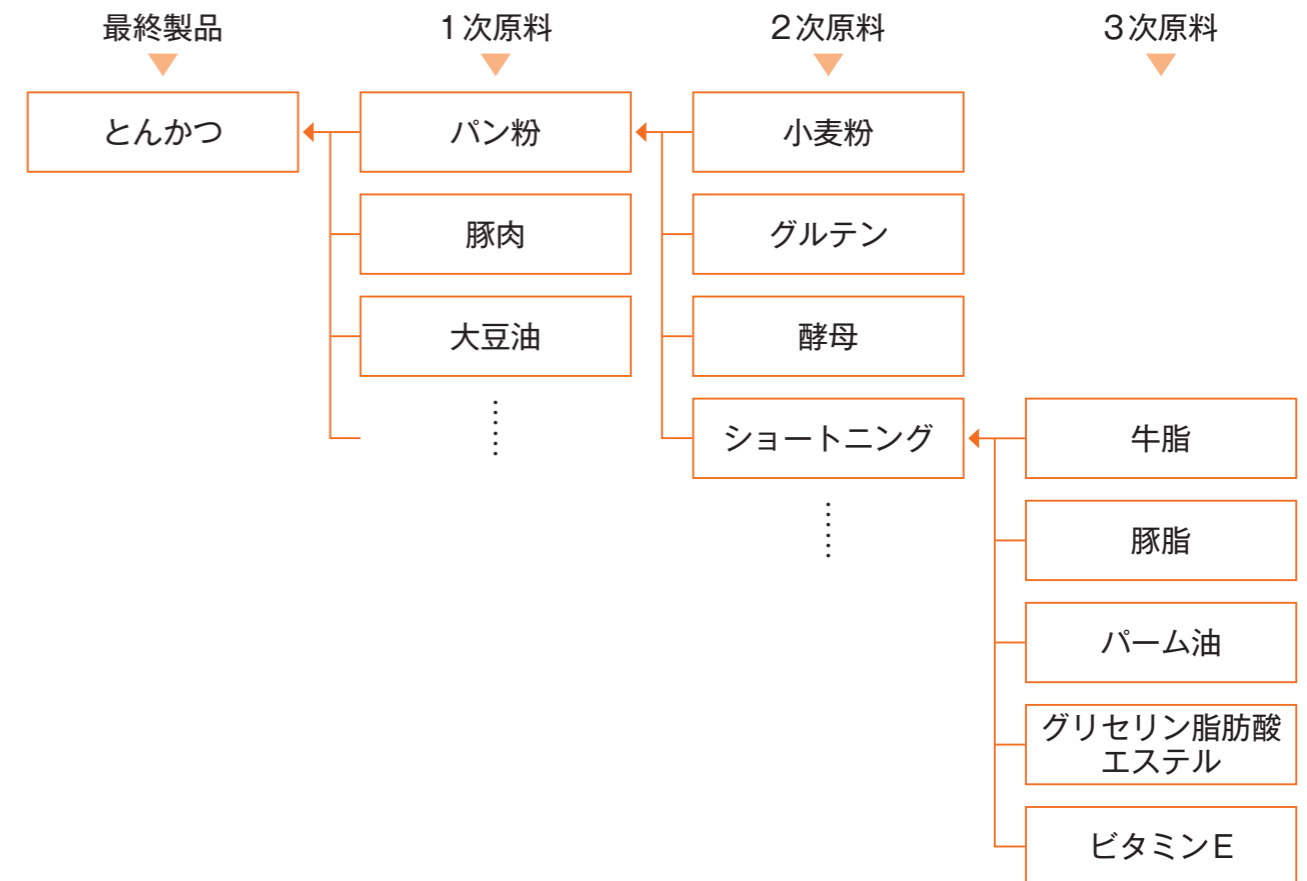 最終製品
1次原料
2次原料
3次原料
とんかつ
パン粉
小麦粉
豚肉
グルテン
大豆油
酵母
ショートニング
牛脂
豚脂
パーム油
グリセリン脂肪酸
エステル
ビタミンE